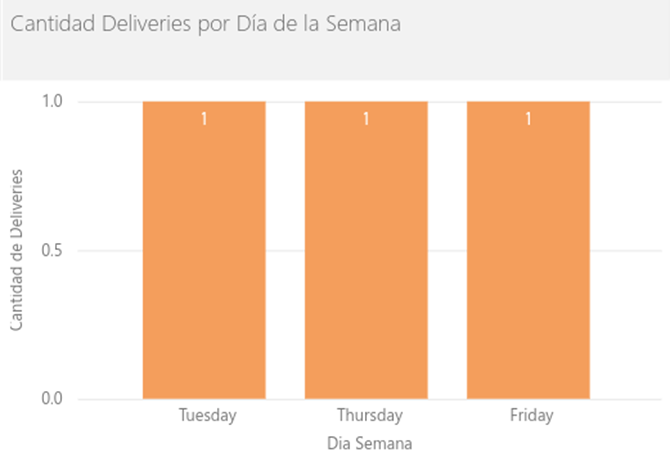 Cantidad Deliveries por Día de la Semana
1.0
1
1
1
0.5
0.0
Cantidad de Deliveries
Tuesday
Thursday
Friday
Dia Semana